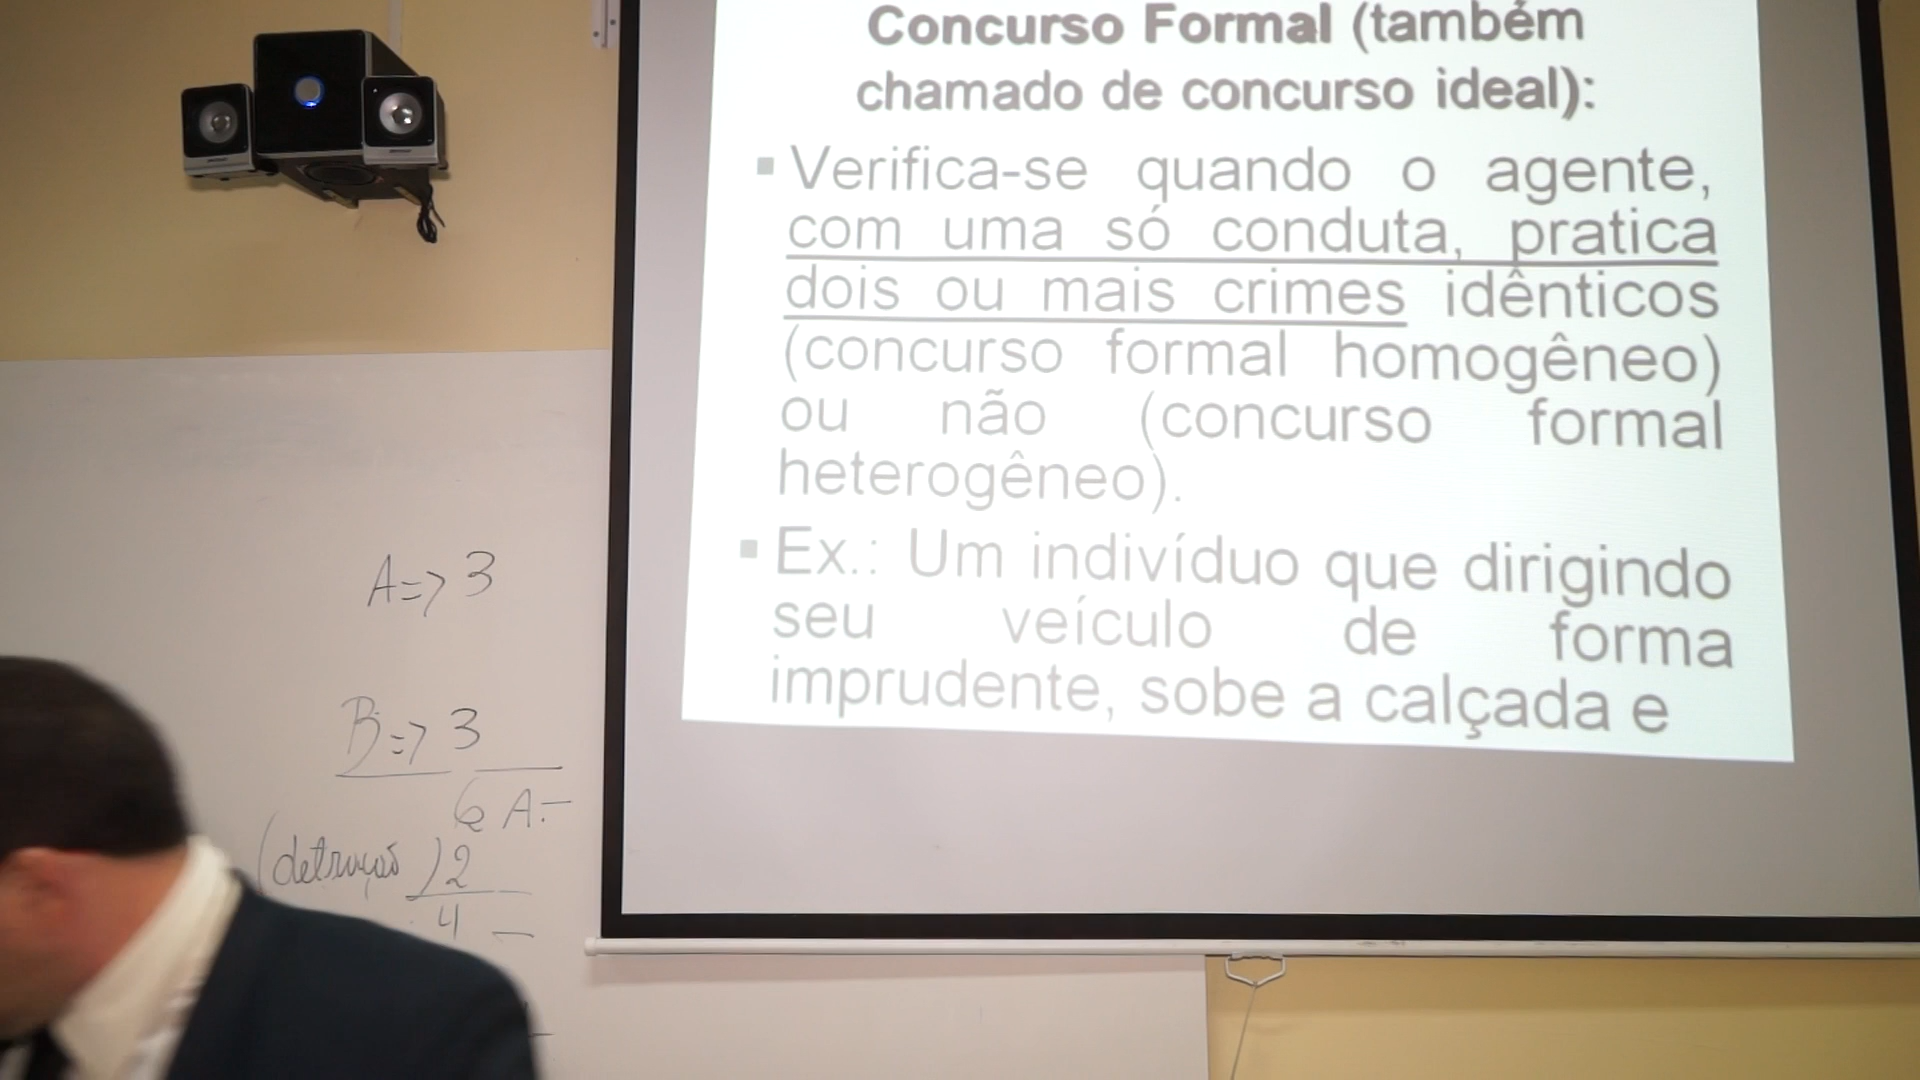 Concurso Formal (também
chamado de concurso ideal):
Verifica-se quando o agente,
com uma só conduta, pratica
dois ou mais crimes idênticos
(concurso formal homogêneo)
ou não (concurso formal
heterogêneo).
Ex.: Um indivíduo que dirigindo
seu veículo de forma
imprudente, sobe a calçada e
A => 3
B => 3
6 A.-
(detração) 2
4 —